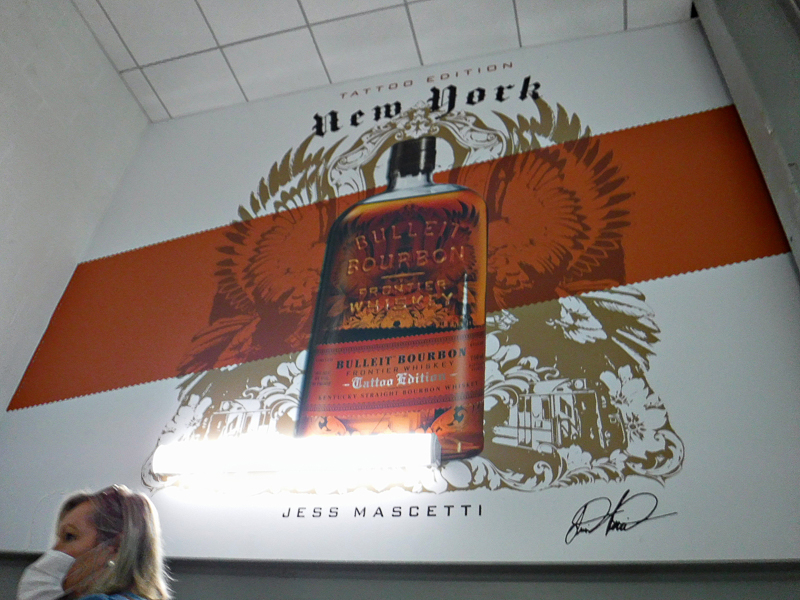 TATTOO EDITION
New York
BULLEIT
BOURBON
FRONTIER
WHISKEY
BULLEIT BOURBON
FRONTIER WHISKEY
-Tattoo Edition-
KENTUCKY STRAIGHT BOURBON WHISKEY
JESS MASCETTI